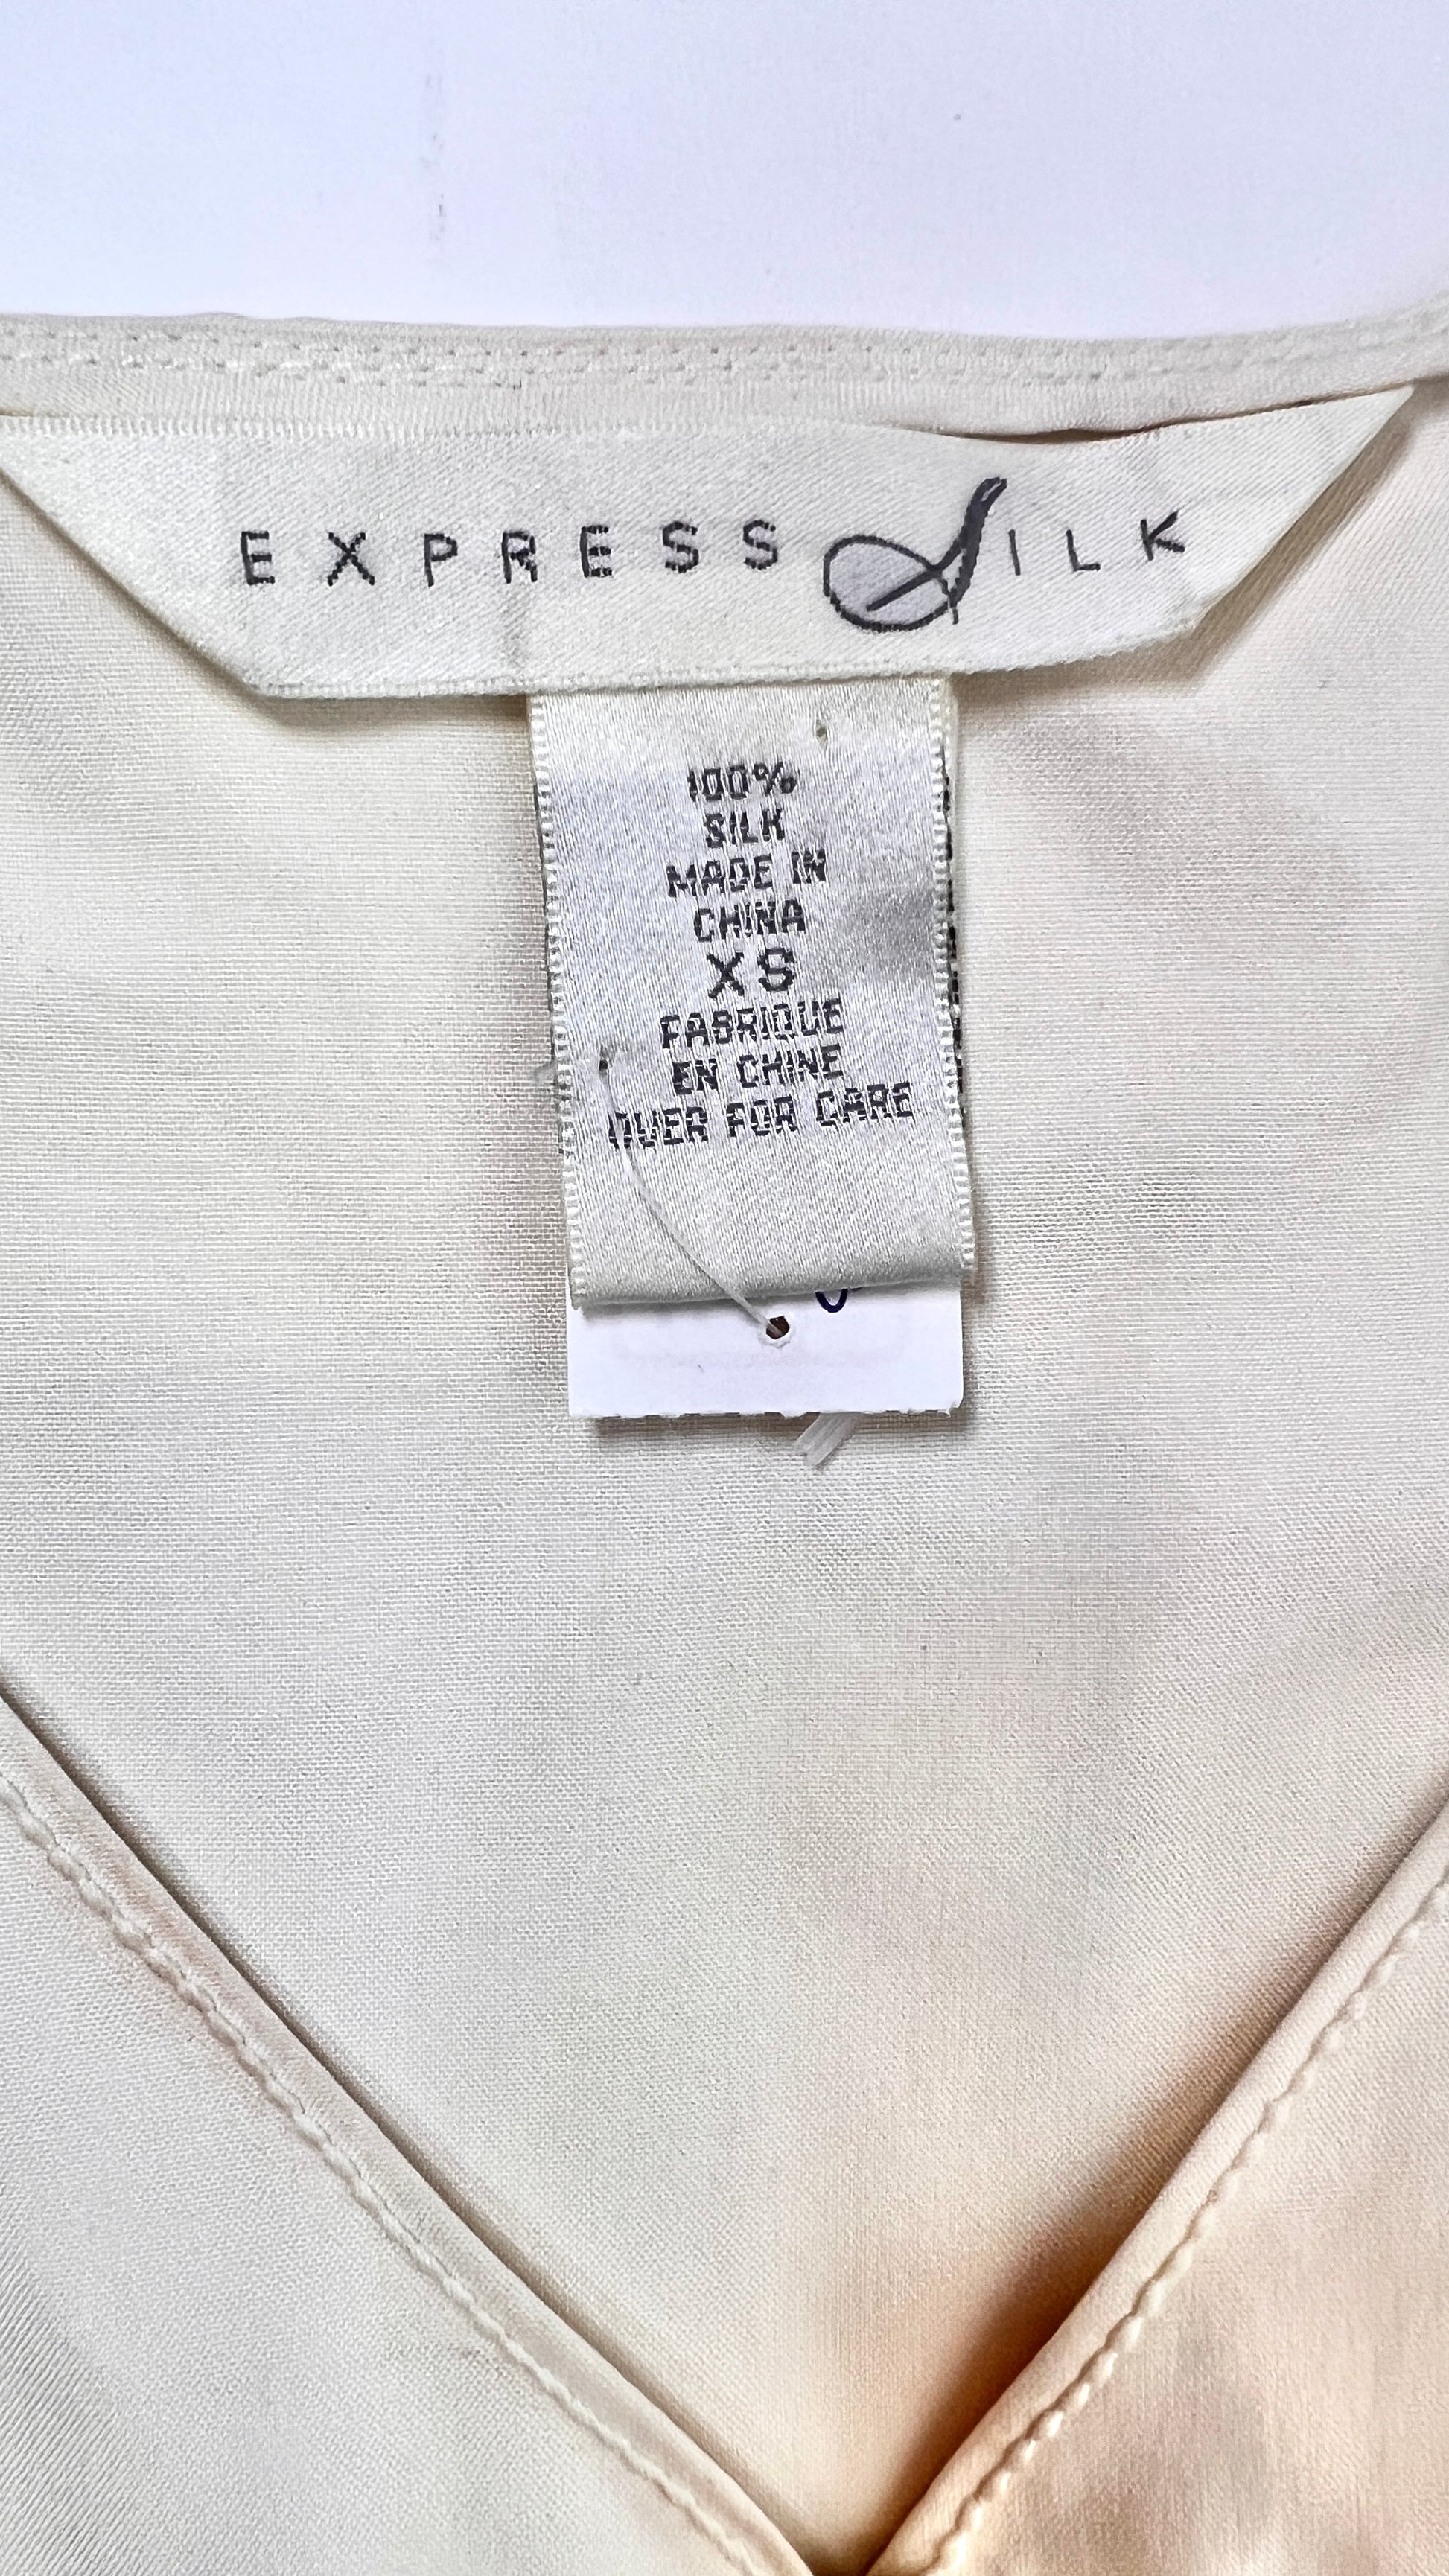 EXPRESS SILK
100%
SILK
MADE IN
CHINA
XS
FABRIQUE
EN CHINE
OVER FOR CARE